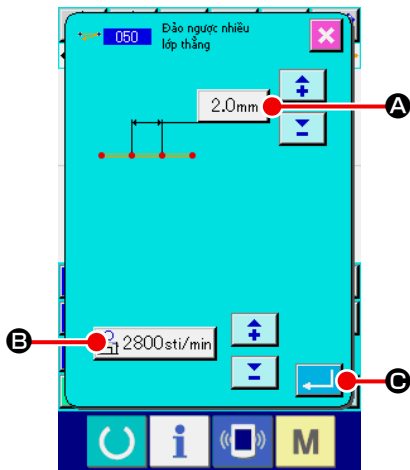 050
Đảo ngược nhiều
lớp thẳng
2.0mm
A
B
2800sti/min
C
M